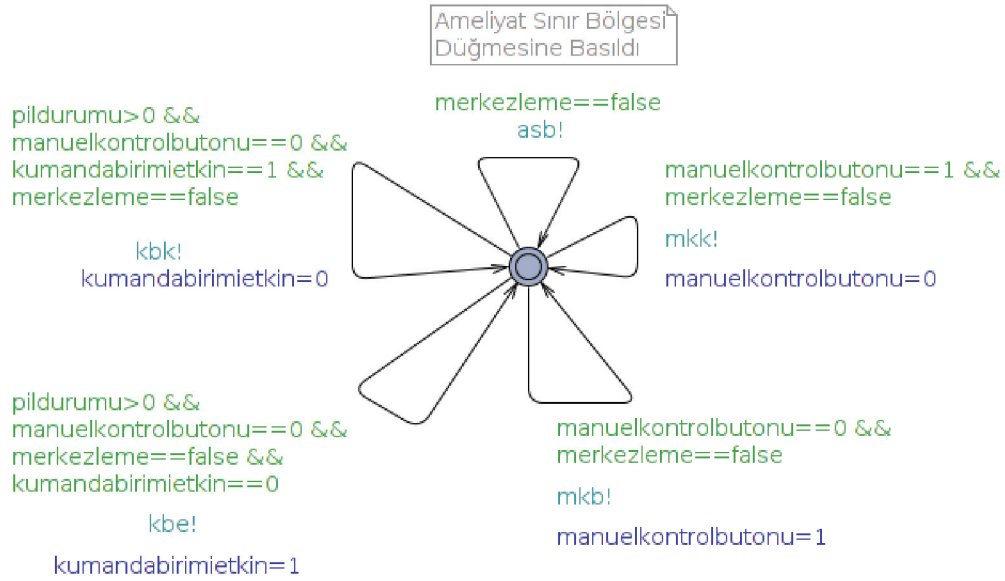 Ameliyat Sınır Bölgesi
Düğmesine Basıldı
merkezleme==false
asb!
pildurumu>0 &&
manuelkontrolbutonu==0 &&
kumandabirimietkin==1 &&
merkezleme==false
kbk!
kumandabirimietkin=0
manuelkontrolbutonu==1 &&
merkezleme==false
mkk!
manuelkontrolbutonu=0
pildurumu>0 &&
manuelkontrolbutonu==0 &&
merkezleme==false &&
kumandabirimietkin==0
kbe!
kumandabirimietkin=1
manuelkontrolbutonu==0 &&
merkezleme==false
mkb!
manuelkontrolbutonu=1